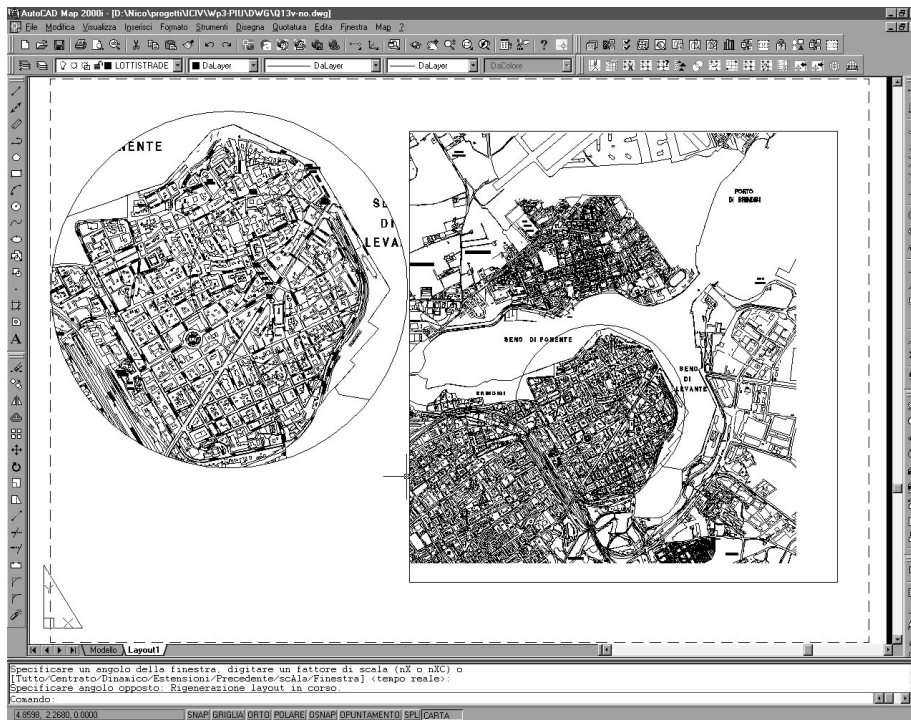 AutoCAD Map 2000i - [D:\Nico\progetti\ICIV\Wp3-PIU\DWG\Q13v-no.dwg]
File Modifica Visualizza Inserisci Formato Strumenti Disegna Quotatura Edita Finestra Map ?
LOTTISTRADE DaLayer DaLayer DaLayer DaColore
PONTO
DI BRINDISI
SENO DI PONENTE
SENO
DI
LEVANTE
BRINDISI
DI
LEVA
A
X
Modello Layout1
Specificare un angolo della finestra, digitare un fattore di scala (nX o nXC) o
[Tutto/Centrato/Dinamico/Estensioni/Precedente/scAla/Finestra] <tempo reale>:
Specificare angolo opposto: Rigenerazione layout in corso.
Comando:
4.8598, 2.2680, 0.0000 SNAP GRIGLIA ORTO POLARE OSNAP OPUNTAMENTO SPL CARTA